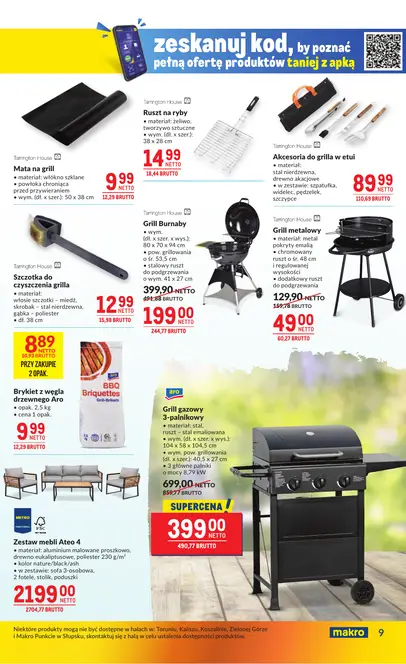 zeskanuj kod, by poznać
pełną ofertę produktów taniej z apką
Tarrington House
Mata na grill
• materiał: włókno szklane
• powłoka chroniąca
przed przywieraniem
• wym. (dł. x szer.): 50 x 38 cm
9,99 NETTO
12,29 BRUTTO
Tarrington House
Ruszt na ryby
• materiał: żeliwo,
tworzywo sztuczne
• wym. (dł. x szer.):
38 x 28 cm
14,99 NETTO
18,44 BRUTTO
Tarrington House
Akcesoria do grilla w etui
• materiał:
stal nierdzewna,
drewno akacjowe
• w zestawie: szpatułka,
widelec, pędzelek,
szczypce
89,99 NETTO
110,69 BRUTTO
Tarrington House
Szczotka do
czyszczenia grilla
• materiał:
włosie szczotki – miedź,
skrobak – stal nierdzewna,
gąbka – poliester
• dł. 38 cm
12,99 NETTO
15,98 BRUTTO
Tarrington House
Grill Burnaby
• wym.
(dł. x szer. x wys.):
80 x 70 x 94 cm
• pow. grillowania
o śr. 53,5 cm
• stalowy ruszt
do podgrzewania
o wym. 41 x 27 cm
399,90 NETTO
491,88 BRUTTO
199,00 NETTO
244,77 BRUTTO
Tarrington House
Grill metalowy
• materiał: metal
pokryty emalią
• chromowany
ruszt o śr. 48 cm
i regulowanej
wysokości
• dodatkowy ruszt
do podgrzewania
129,90 NETTO
159,78 BRUTTO
49,00 NETTO
60,27 BRUTTO
8,89 NETTO
10,93 BRUTTO
PRZY ZAKUPIE
2 OPAK.
Brykiet z węgla
drzewnego Aro
• opak. 2,5 kg
• cena 1 opak.
9,99 NETTO
12,29 BRUTTO
BBQ
Briquettes
Grill-Briketts
aro
Grill gazowy
3-palnikowy
• materiał: stal,
ruszt – stal emaliowana
• wym. (dł. x szer. x wys.)
104 x 58 x 104,5 cm
• wym. pow. grillowania
(dł. x szer.): 40,5 x 27 cm
• 3 główne palniki
o mocy 8,79 kW
699,00 NETTO
859,77 BRUTTO
SUPERCENA!
399,00 NETTO
490,77 BRUTTO
METRO
FSC
Zestaw mebli Ateo 4
• materiał: aluminium malowane proszkowo,
drewno eukaliptusowe, poliester 230 g/m²
• kolor nature/black/ash
• w zestawie: sofa 3-osobowa,
2 fotele, stolik, poduszki
2199,00 NETTO
2704,77 BRUTTO
Niektóre produkty mogą nie być dostępne w halach w: Toruniu, Kaliszu, Koszalinie, Zielonej Górze
i Makro Punkcie w Słupsku, skontaktuj się z halą w celu ustalenia dostępności produktów.
makro
9